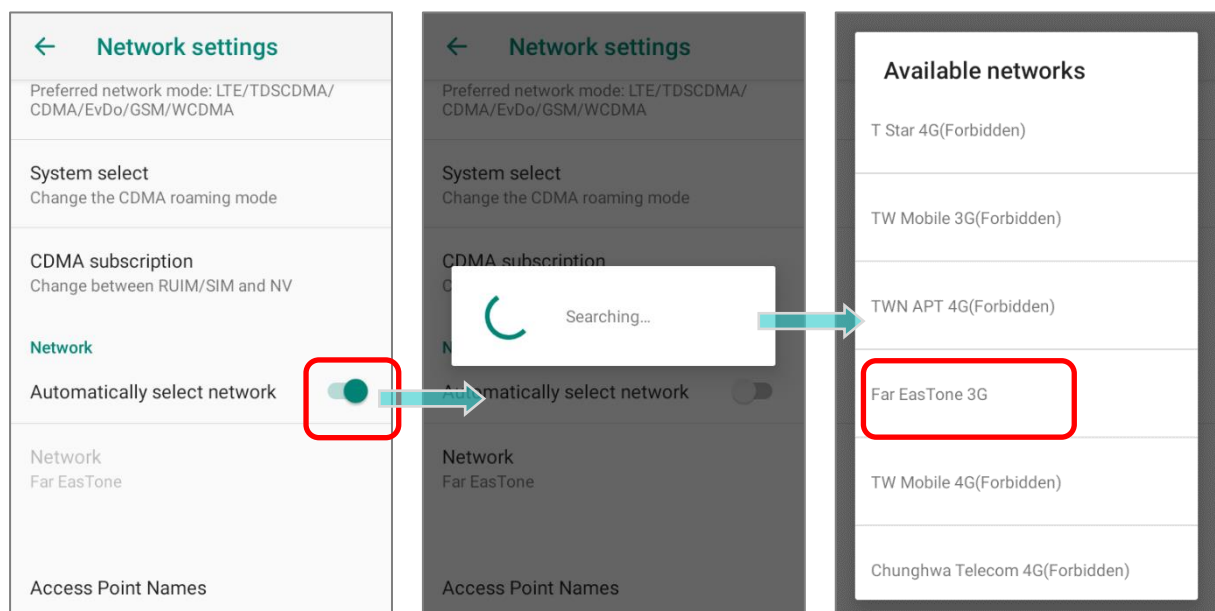 ← Network settings
Preferred network mode: LTE/TDSCDMA/
CDMA/EvDo/GSM/WCDMA
System select
Change the CDMA roaming mode
CDMA subscription
Change between RUIM/SIM and NV
Network
Automatically select network
Network
Far EasTone
Access Point Names
← Network settings
Preferred network mode: LTE/TDSCDMA/
CDMA/EvDo/GSM/WCDMA
System select
Change the CDMA roaming mode
CDMA subscription
C
Searching...
N
Automatically select network
Network
Far EasTone
Access Point Names
Available networks
T Star 4G(Forbidden)
TW Mobile 3G(Forbidden)
TWN APT 4G(Forbidden)
Far EasTone 3G
TW Mobile 4G(Forbidden)
Chunghwa Telecom 4G(Forbidden)